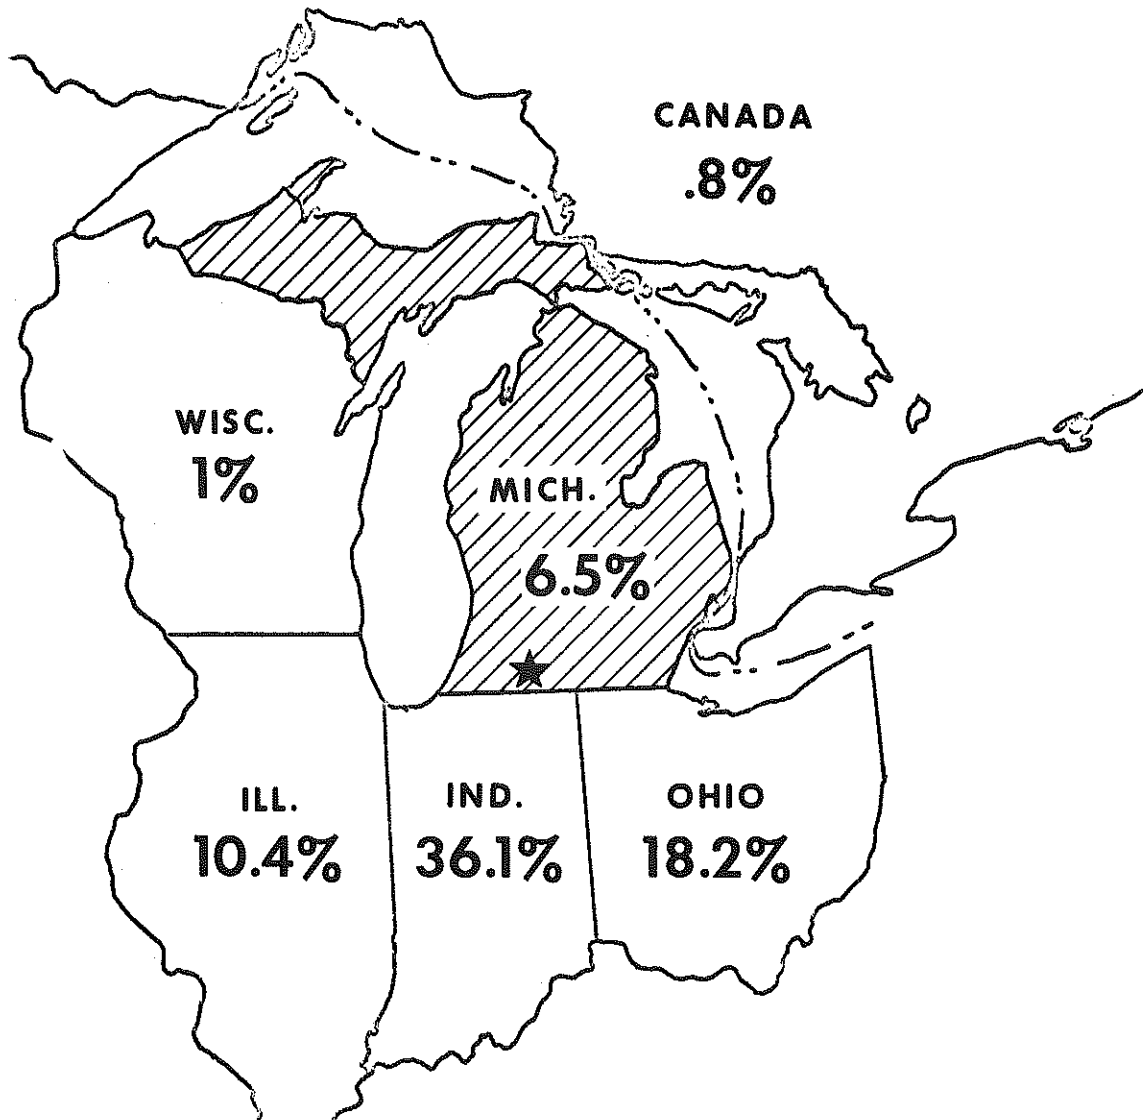 CANADA
.8%
WISC.
1%
MICH.
6.5%
ILL.
10.4%
IND.
36.1%
OHIO
18.2%